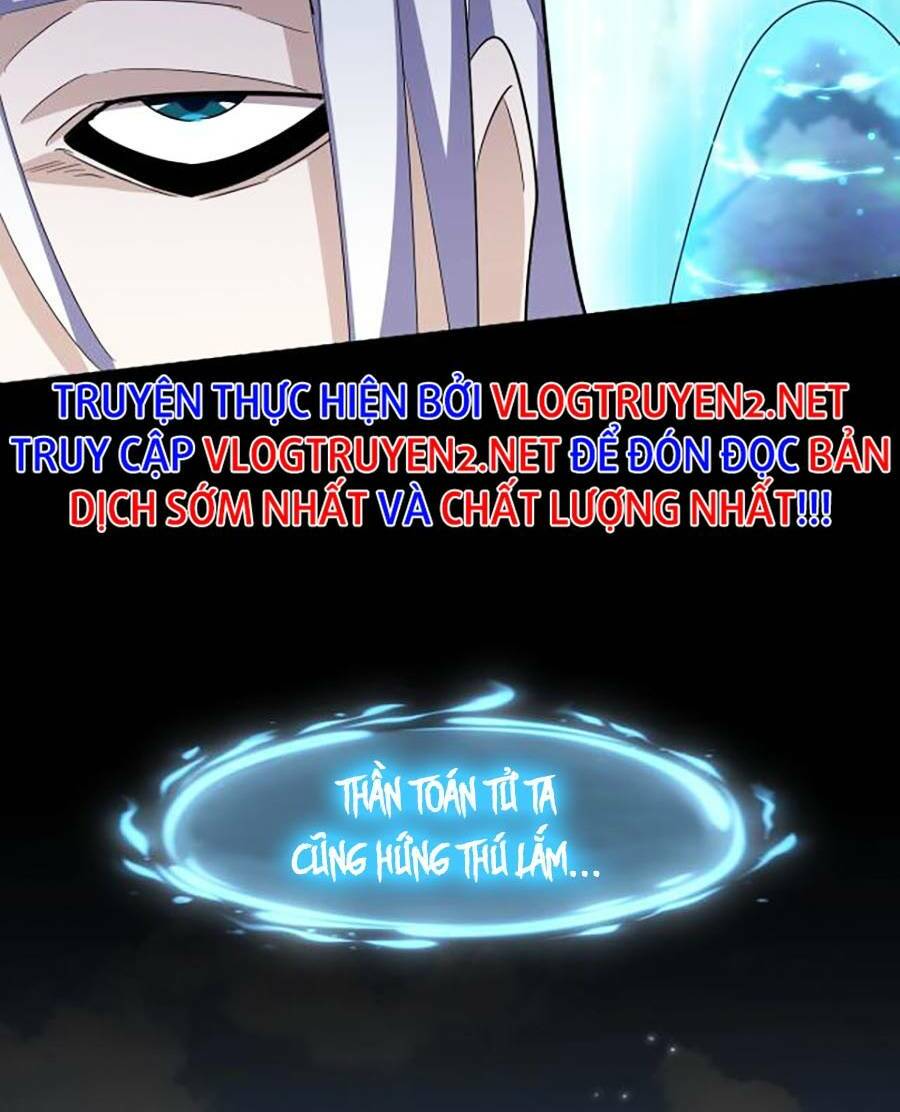 TRUYỆN THỰC HIỆN BỞI VLOGTRUYEN2.NET
TRUY CẬP VLOGTRUYEN2.NET ĐỂ ĐÓN ĐỌC BẢN
DỊCH SỚM NHẤT VÀ CHẤT LƯỢNG NHẤT!!!
THẦN TOÁN TỬ TA
CŨNG HỨNG THÚ LẮM...